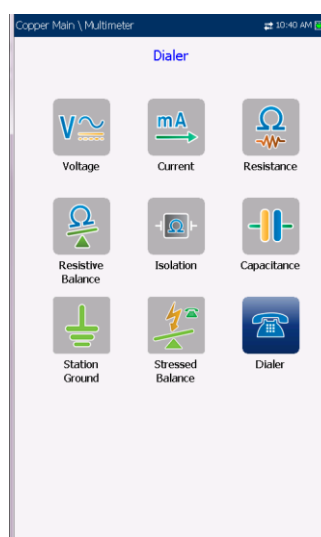 Copper Main \ Multimeter 10:40 AM
Dialer
V
mA
Ω
Voltage
Current
Resistance
Ω
Ω
Resistive
Balance
Isolation
Capacitance
Station
Ground
Stressed
Balance
Dialer